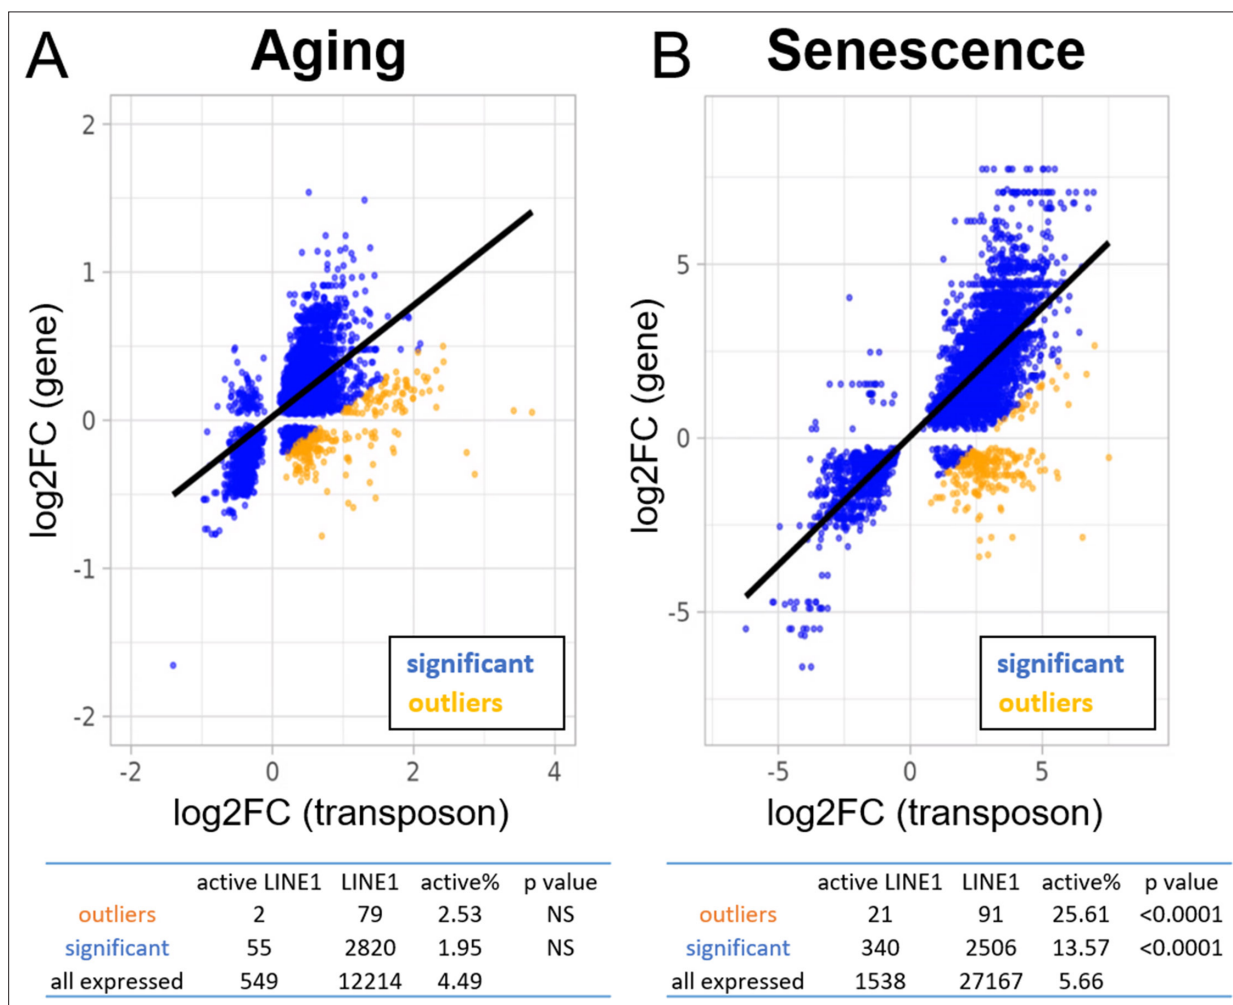 A
Aging
2
1
0
-1
-2
log2FC (gene)
significant
outliers
-2 0 2 4
log2FC (transposon)
active LINE1 LINE1 active% p value
outliers 2 79 2.53 NS
significant 55 2820 1.95 NS
all expressed 549 12214 4.49
B
Senescence
5
0
-5
log2FC (gene)
significant
outliers
-5 0 5
log2FC (transposon)
active LINE1 LINE1 active% p value
outliers 21 91 25.61 <0.0001
significant 340 2506 13.57 <0.0001
all expressed 1538 27167 5.66